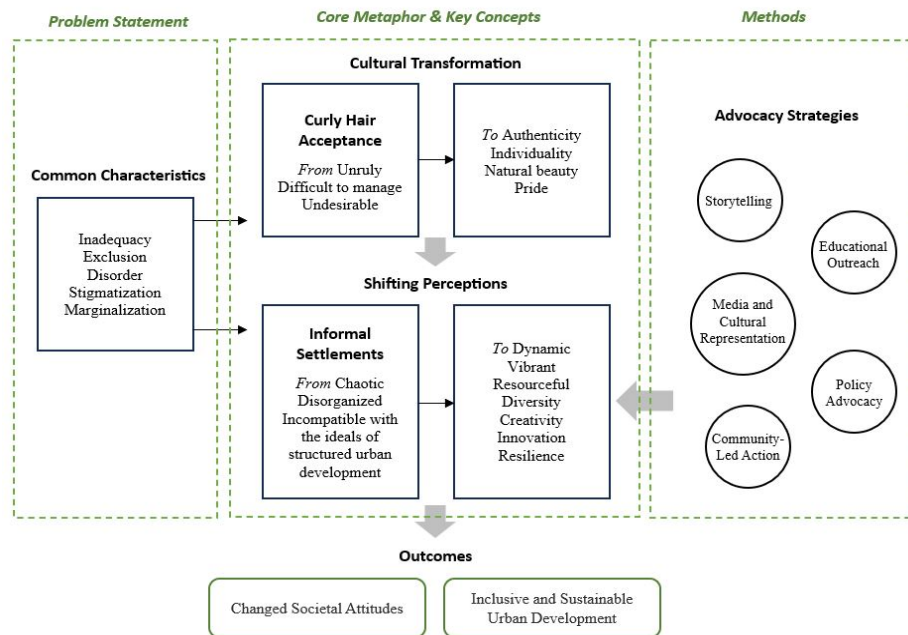 Problem Statement
Core Metaphor & Key Concepts
Methods
Common Characteristics
Inadequacy
Exclusion
Disorder
Stigmatization
Marginalization
Cultural Transformation
Curly Hair
Acceptance
From Unruly
Difficult to manage
Undesirable
To Authenticity
Individuality
Natural beauty
Pride
Shifting Perceptions
Informal
Settlements
From Chaotic
Disorganized
Incompatible with
the ideals of
structured urban
development
To Dynamic
Vibrant
Resourceful
Diversity
Creativity
Innovation
Resilience
Advocacy Strategies
Storytelling
Educational
Outreach
Media and
Cultural
Representation
Policy
Advocacy
Community-
Led Action
Outcomes
Changed Societal Attitudes
Inclusive and Sustainable
Urban Development